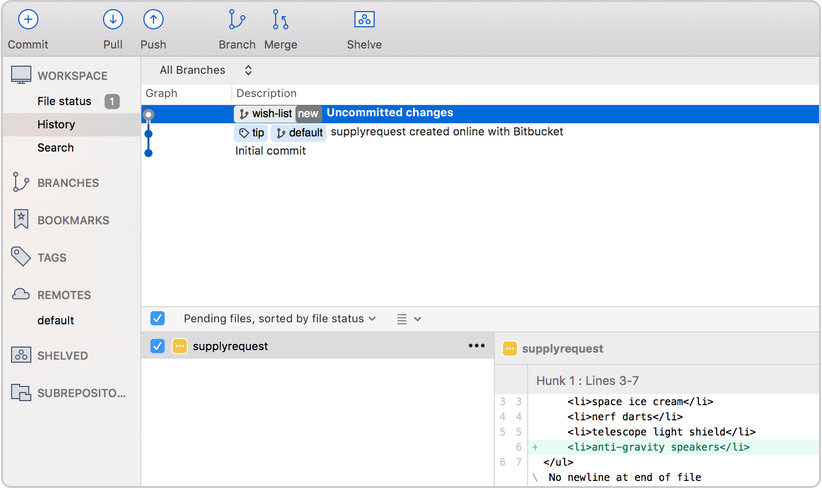 Commit Pull Push Branch Merge Shelve
WORKSPACE
File status 1
History
Search
BRANCHES
BOOKMARKS
TAGS
REMOTES
default
SHELVED
SUBREPOSITO...
All Branches
Graph Description
wish-list new Uncommitted changes
tip default supplyrequest created online with Bitbucket
Initial commit
Pending files, sorted by file status
supplyrequest
supplyrequest
Hunk 1 : Lines 3-7
3 3 <li>space ice cream</li>
4 4 <li>nerf darts</li>
5 5 <li>telescope light shield</li>
6 + <li>anti-gravity speakers</li>
6 7 </ul>
\ No newline at end of file